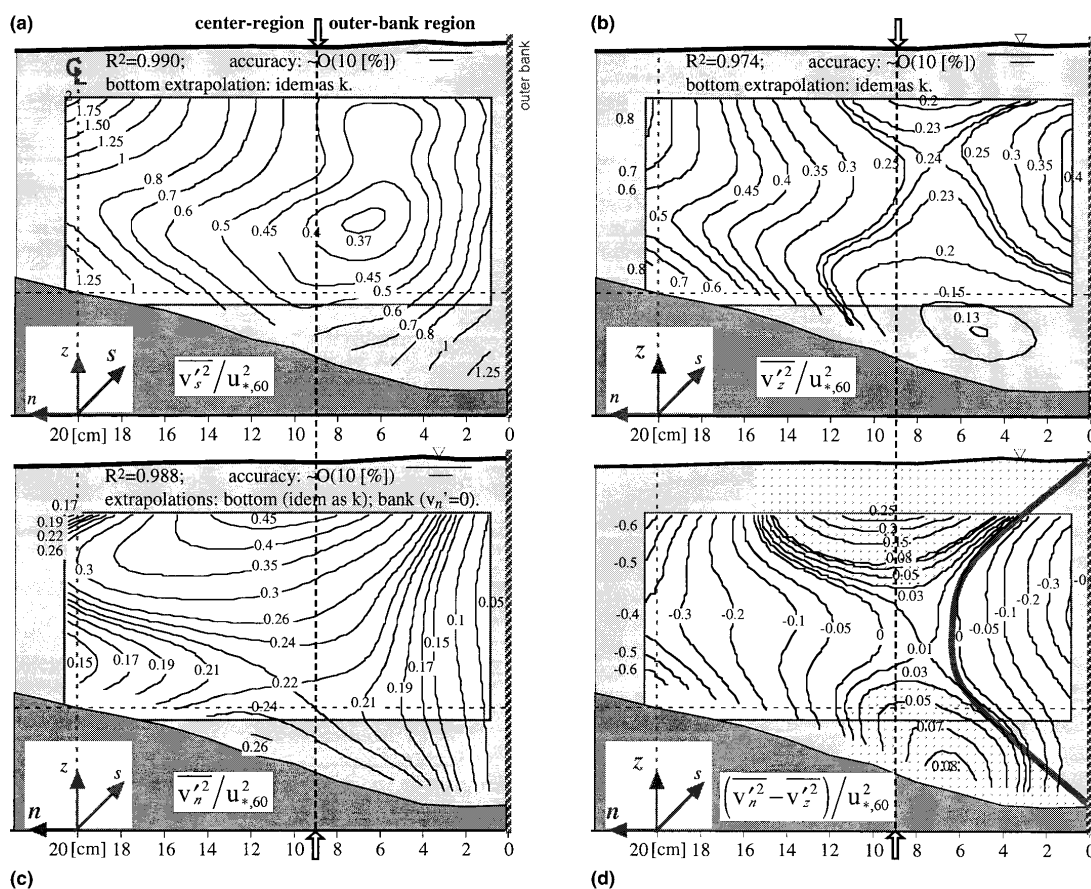 (a)
center-region
outer-bank region
R²=0.990; accuracy: ~O(10 [%])
bottom extrapolation: idem as k.
℄
outer bank
1.75
1.50
1.25
1
0.8
0.7
0.6
0.5
0.45
0.4
0.37
0.45
0.5
0.6
0.7
0.8
1
1.25
1.25
1
z
s
n
v_s'²/u²_{*,60}
20 [cm] 18 16 14 12 10 8 6 4 2 0
(b)
R²=0.974; accuracy: ~O(10 [%])
bottom extrapolation: idem as k.
0.2
0.23
0.8
0.7
0.6
0.5
0.45
0.4
0.35
0.3
0.25
0.24
0.25
0.3
0.35
0.4
0.23
0.2
0.15
0.13
0.8
0.7
0.6
z
s
n
v_z'²/u²_{*,60}
20 [cm] 18 16 14 12 10 8 6 4 2 0
R²=0.988; accuracy: ~O(10 [%])
extrapolations: bottom (idem as k); bank (v_n'=0).
0.17
0.19
0.22
0.26
0.3
0.45
0.4
0.35
0.3
0.26
0.24
0.22
0.24
0.26
0.15
0.17
0.19
0.21
0.21
0.19
0.17
0.15
0.1
0.05
z
s
n
v_n'²/u²_{*,60}
20 [cm] 18 16 14 12 10 8 6 4 2 0
(c)
-0.6
-0.5
-0.4
-0.5
-0.6
-0.3
-0.2
-0.1
-0.05
0
0.25
0.15
0.08
0.05
0.03
0.01
0.03
0.05
0.07
0.08
0
-0.05
-0.1
-0.2
-0.3
z
s
n
(v_n'² − v_z'²)/u²_{*,60}
20 [cm] 18 16 14 12 10 8 6 4 2 0
(d)